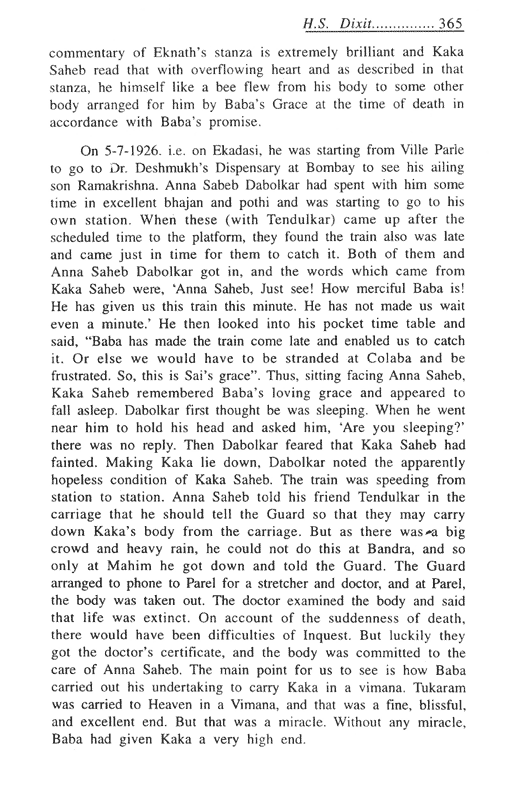 H.S. Dixit............... 365
commentary of Eknath's stanza is extremely brilliant and Kaka
Saheb read that with overflowing heart and as described in that
stanza, he himself like a bee flew from his body to some other
body arranged for him by Baba's Grace at the time of death in
accordance with Baba's promise.
On 5-7-1926. i.e. on Ekadasi, he was starting from Ville Parle
to go to Dr. Deshmukh's Dispensary at Bombay to see his ailing
son Ramakrishna. Anna Sabeb Dabolkar had spent with him some
time in excellent bhajan and pothi and was starting to go to his
own station. When these (with Tendulkar) came up after the
scheduled time to the platform, they found the train also was late
and came just in time for them to catch it. Both of them and
Anna Saheb Dabolkar got in, and the words which came from
Kaka Saheb were, ‘Anna Saheb, Just see! How merciful Baba is!
He has given us this train this minute. He has not made us wait
even a minute.’ He then looked into his pocket time table and
said, “Baba has made the train come late and enabled us to catch
it. Or else we would have to be stranded at Colaba and be
frustrated. So, this is Sai's grace”. Thus, sitting facing Anna Saheb,
Kaka Saheb remembered Baba's loving grace and appeared to
fall asleep. Dabolkar first thought be was sleeping. When he went
near him to hold his head and asked him, ‘Are you sleeping?’
there was no reply. Then Dabolkar feared that Kaka Saheb had
fainted. Making Kaka lie down, Dabolkar noted the apparently
hopeless condition of Kaka Saheb. The train was speeding from
station to station. Anna Saheb told his friend Tendulkar in the
carriage that he should tell the Guard so that they may carry
down Kaka's body from the carriage. But as there was a big
crowd and heavy rain, he could not do this at Bandra, and so
only at Mahim he got down and told the Guard. The Guard
arranged to phone to Parel for a stretcher and doctor, and at Parel,
the body was taken out. The doctor examined the body and said
that life was extinct. On account of the suddenness of death,
there would have been difficulties of Inquest. But luckily they
got the doctor's certificate, and the body was committed to the
care of Anna Saheb. The main point for us to see is how Baba
carried out his undertaking to carry Kaka in a vimana. Tukaram
was carried to Heaven in a Vimana, and that was a fine, blissful,
and excellent end. But that was a miracle. Without any miracle,
Baba had given Kaka a very high end.